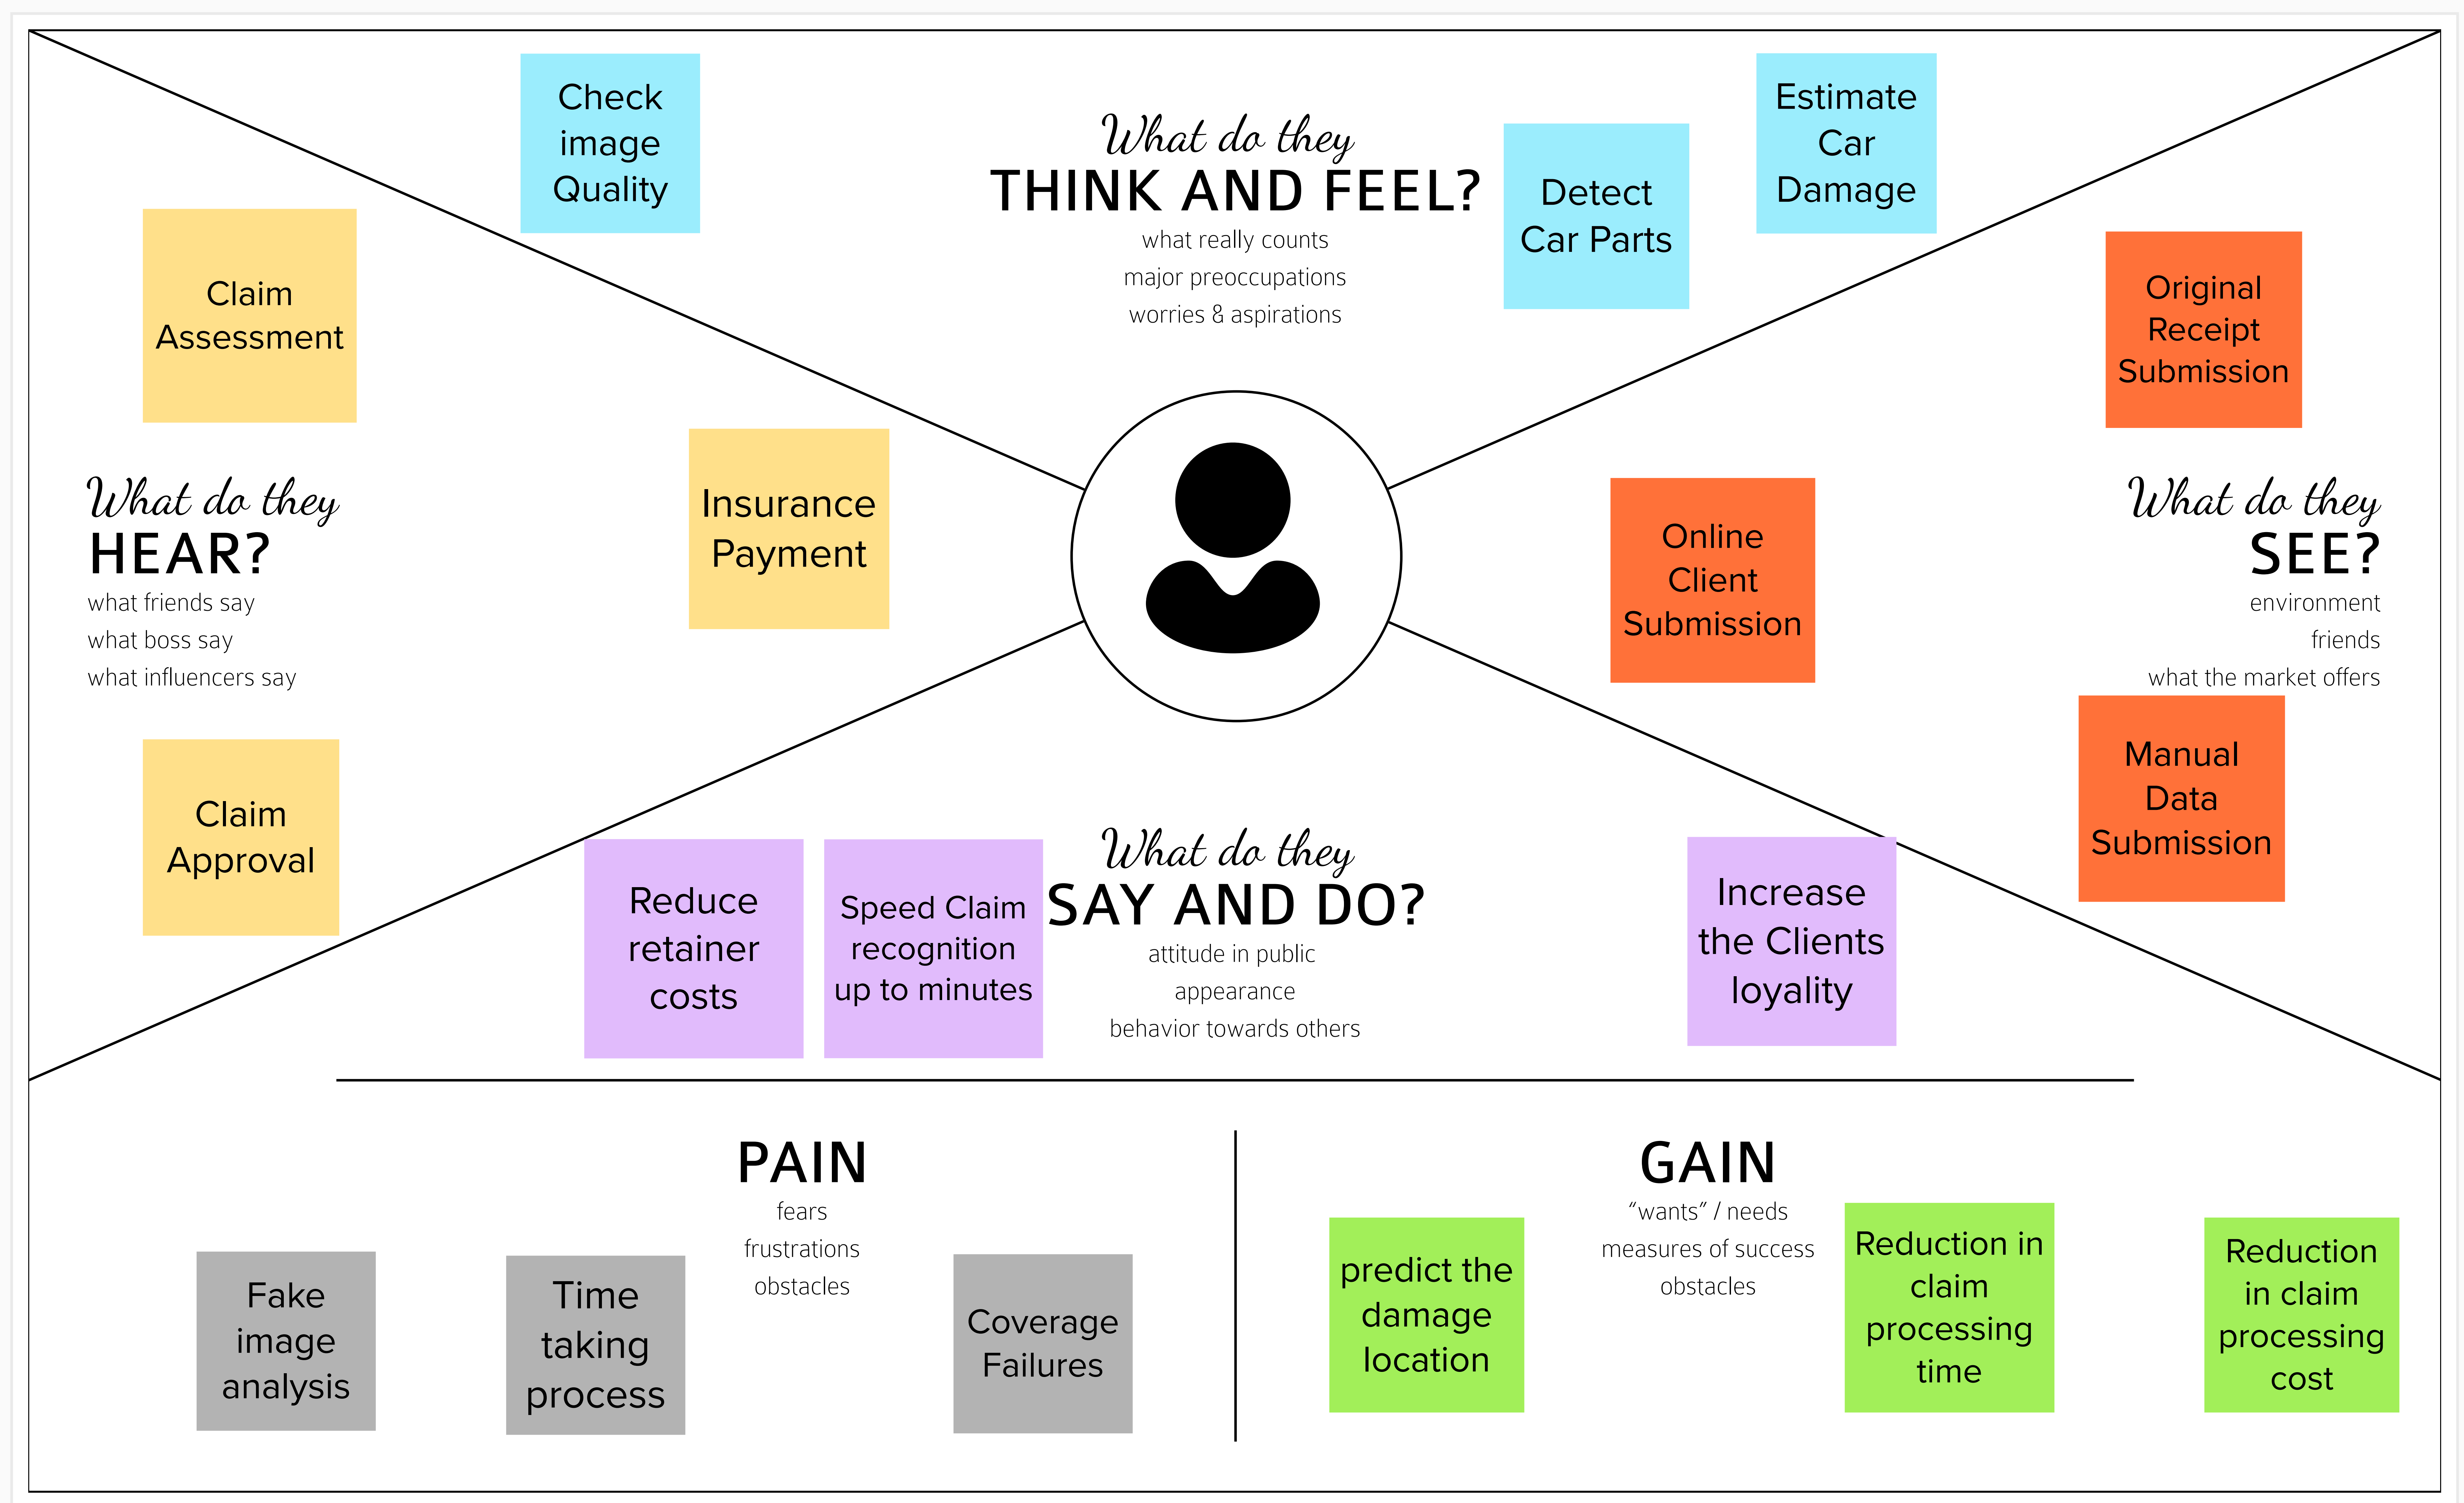 Check
image
Quality
What do they
THINK AND FEEL?
what really counts
major preoccupations
worries & aspirations
Detect
Car Parts
Estimate
Car
Damage
Claim
Assessment
What do they
HEAR?
what friends say
what boss say
what influencers say
Insurance
Payment
Claim
Approval
Original
Receipt
Submission
Online
Client
Submission
What do they
SEE?
environment
friends
what the market offers
Manual
Data
Submission
Reduce
retainer
costs
Speed Claim
recognition
up to minutes
What do they
SAY AND DO?
attitude in public
appearance
behavior towards others
Increase
the Clients
loyality
PAIN
fears
frustrations
obstacles
Fake
image
analysis
Time
taking
process
Coverage
Failures
GAIN
“wants” / needs
measures of success
obstacles
predict the
damage
location
Reduction in
claim
processing
time
Reduction
in claim
processing
cost